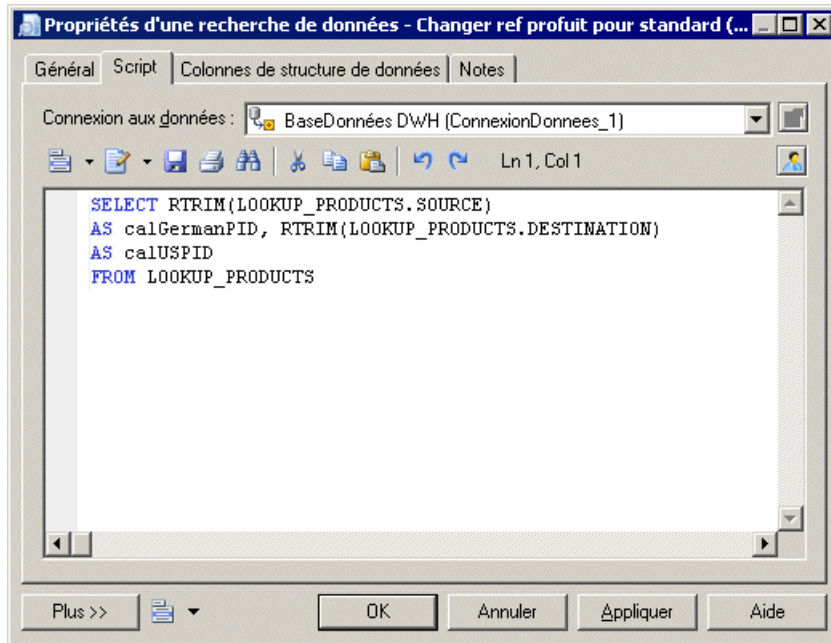 Propriétés d'une recherche de données - Changer ref profuit pour standard (...
Général Script Colonnes de structure de données Notes
Connexion aux données : BaseDonnées DWH (ConnexionDonnees_1)
Ln 1, Col 1
SELECT RTRIM(LOOKUP_PRODUCTS.SOURCE)
AS calGermanPID, RTRIM(LOOKUP_PRODUCTS.DESTINATION)
AS calUSPID
FROM LOOKUP_PRODUCTS
Plus >> OK Annuler Appliquer Aide